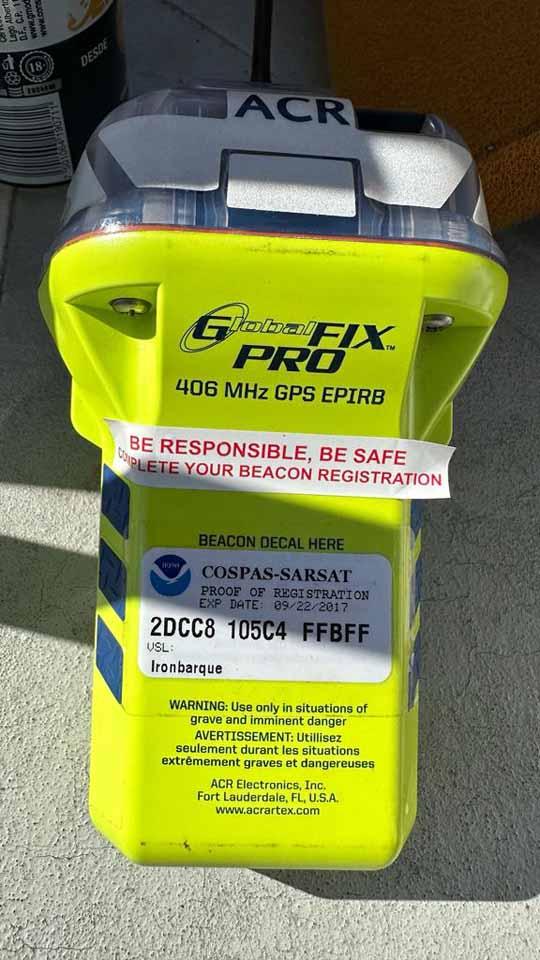 DESDE
18+
ACR
GlobalFIX™
PRO
406 MHz GPS EPIRB
BE RESPONSIBLE, BE SAFE
COMPLETE YOUR BEACON REGISTRATION
BEACON DECAL HERE
NOAA
COSPAS-SARSAT
PROOF OF REGISTRATION
EXP DATE: 09/22/2017
2DCC8 105C4 FFBFF
VSL:
Ironbarque
WARNING: Use only in situations of
grave and imminent danger
AVERTISSEMENT: Utilisez
seulement durant les situations
extrêmement graves et dangereuses
ACR Electronics, Inc.
Fort Lauderdale, FL, U.S.A.
www.acrartex.com